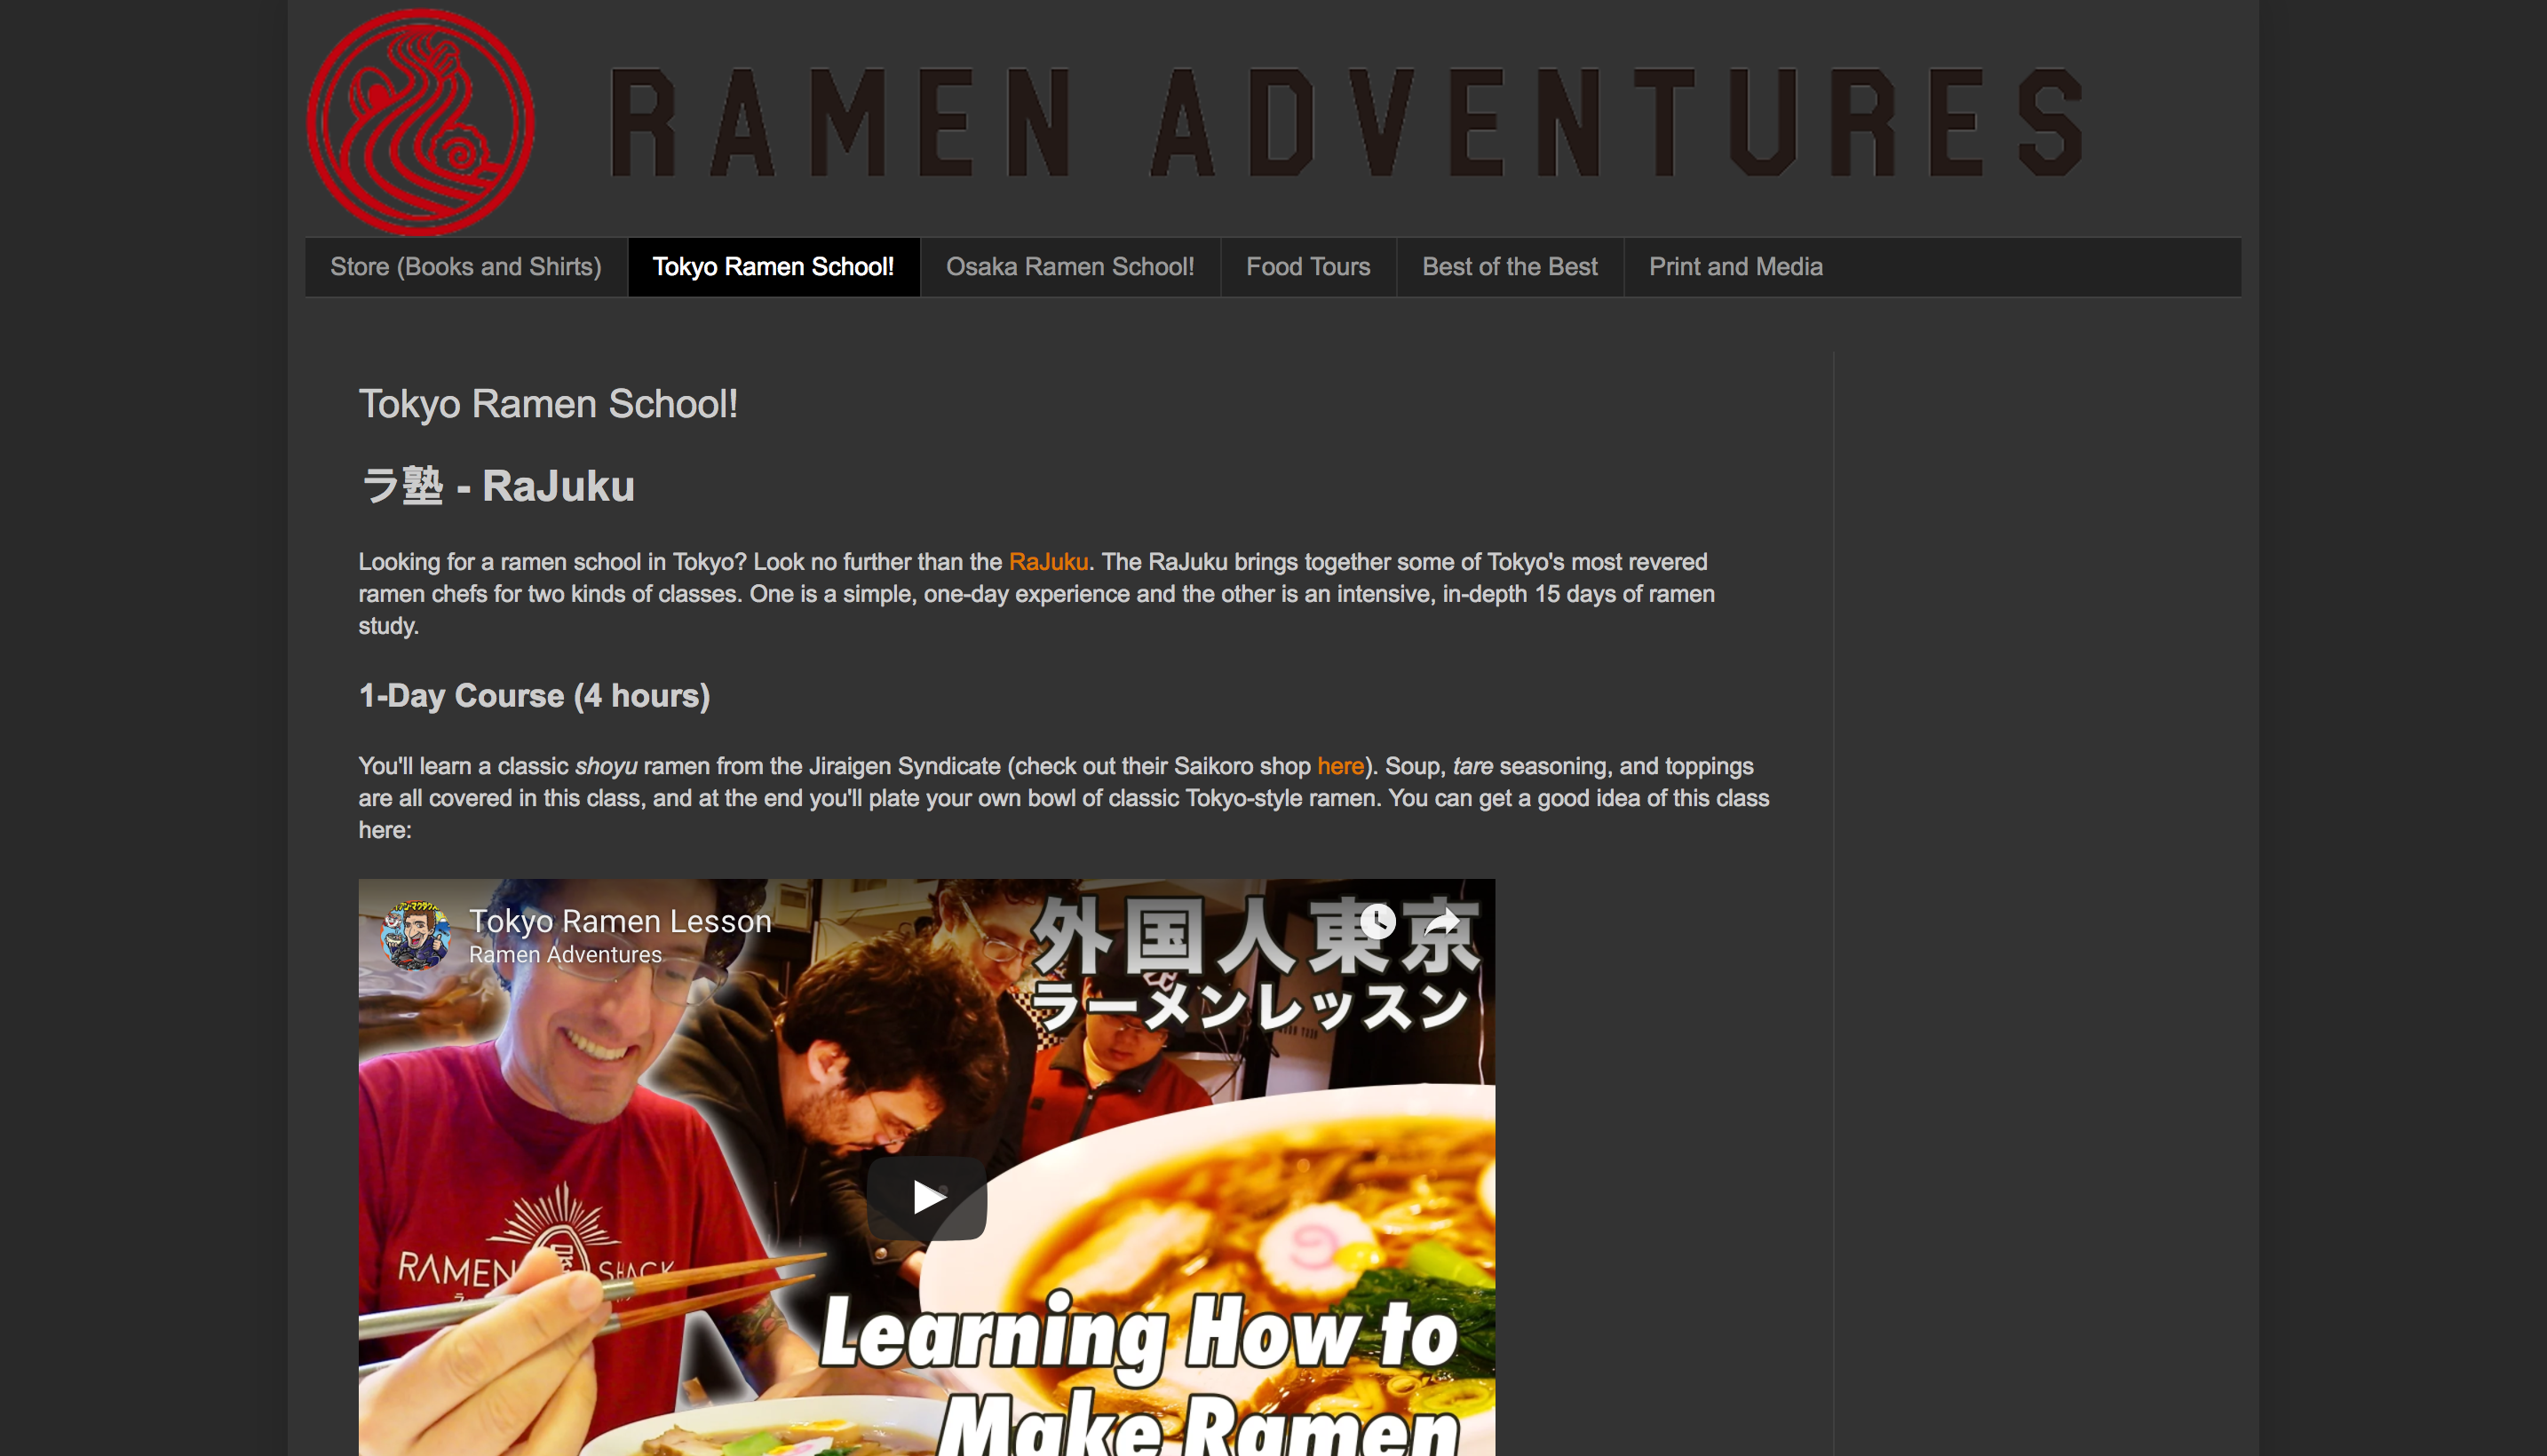 RAMEN ADVENTURES
Store (Books and Shirts)
Tokyo Ramen School!
Osaka Ramen School!
Food Tours
Best of the Best
Print and Media
Tokyo Ramen School!
ラ塾 - RaJuku
Looking for a ramen school in Tokyo? Look no further than the RaJuku. The RaJuku brings together some of Tokyo's most revered
ramen chefs for two kinds of classes. One is a simple, one-day experience and the other is an intensive, in-depth 15 days of ramen
study.
1-Day Course (4 hours)
You'll learn a classic shoyu ramen from the Jiraigen Syndicate (check out their Saikoro shop here). Soup, tare seasoning, and toppings
are all covered in this class, and at the end you'll plate your own bowl of classic Tokyo-style ramen. You can get a good idea of this class
here:
Tokyo Ramen Lesson
Ramen Adventures
外国人東京
ラーメンレッスン
RAMEN SHACK
Learning How to
Make Ramen